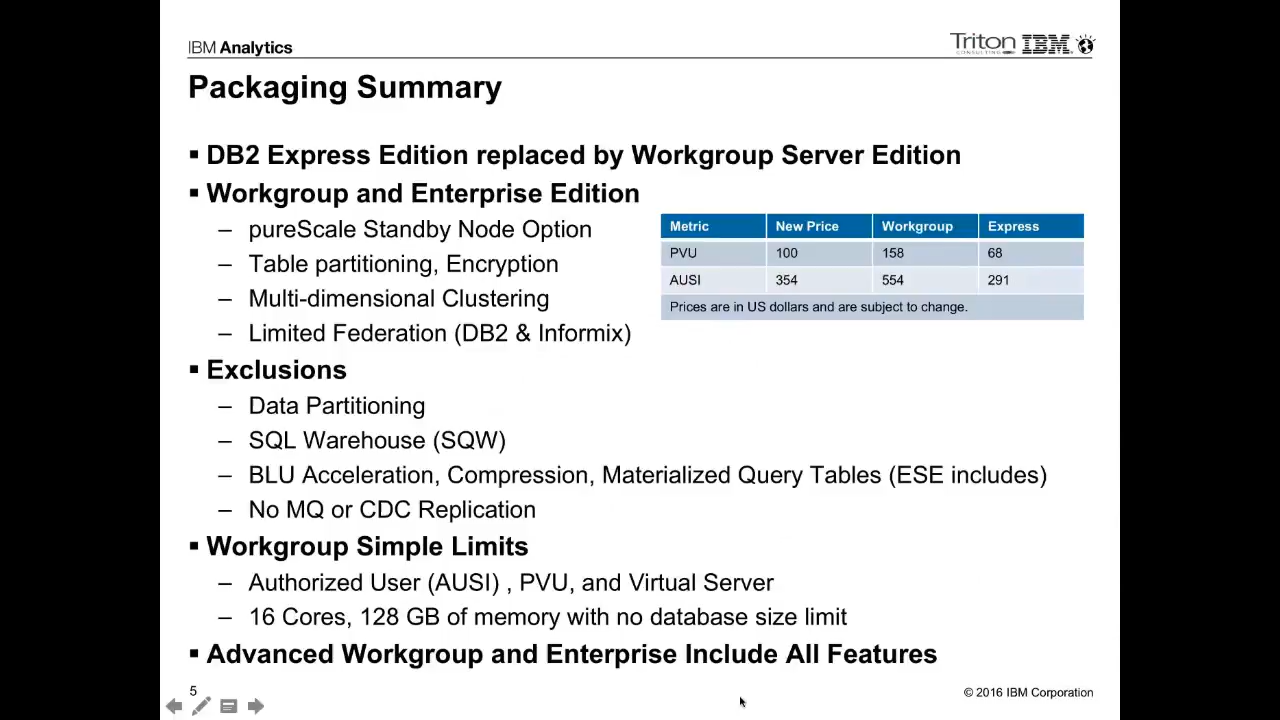 IBM Analytics
Triton IBM
CONSULTING
Packaging Summary
▪ DB2 Express Edition replaced by Workgroup Server Edition
▪ Workgroup and Enterprise Edition
– pureScale Standby Node Option
– Table partitioning, Encryption
– Multi-dimensional Clustering
– Limited Federation (DB2 & Informix)
Metric New Price Workgroup Express
PVU 100 158 68
AUSI 354 554 291
Prices are in US dollars and are subject to change.
▪ Exclusions
– Data Partitioning
– SQL Warehouse (SQW)
– BLU Acceleration, Compression, Materialized Query Tables (ESE includes)
– No MQ or CDC Replication
▪ Workgroup Simple Limits
– Authorized User (AUSI) , PVU, and Virtual Server
– 16 Cores, 128 GB of memory with no database size limit
▪ Advanced Workgroup and Enterprise Include All Features
5
© 2016 IBM Corporation